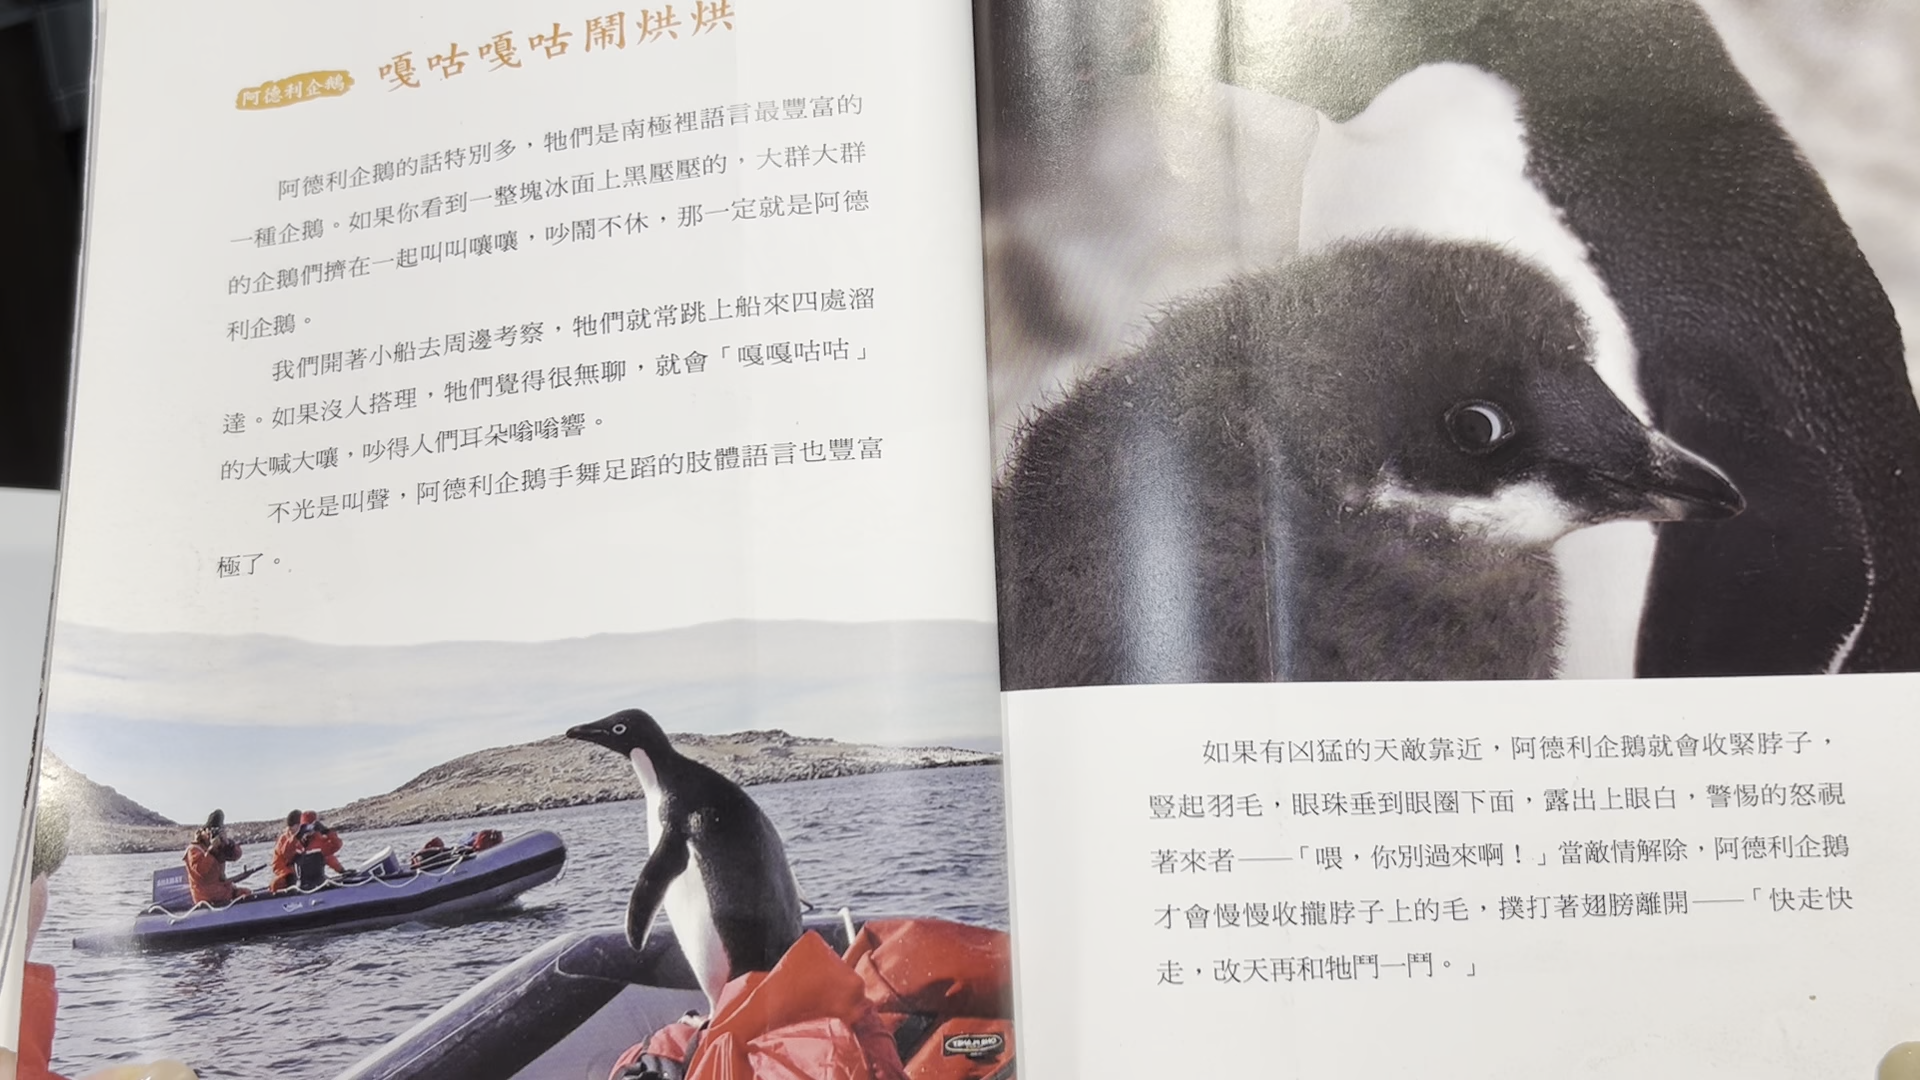 嘎咕嘎咕鬧烘烘
阿德利企鵝
阿德利企鵝的話特別多，牠們是南極裡語言最豐富的
一種企鵝。如果你看到一整塊冰面上黑壓壓的，大群大群
的企鵝們擠在一起叫叫嚷嚷，吵鬧不休，那一定就是阿德
利企鵝。
我們開著小船去周邊考察，牠們就常跳上船來四處溜
達。如果沒人搭理，牠們覺得很無聊，就會「嘎嘎咕咕」
的大喊大嚷，吵得人們耳朵嗡嗡響。
不光是叫聲，阿德利企鵝手舞足蹈的肢體語言也豐富
極了。
如果有凶猛的天敵靠近，阿德利企鵝就會收緊脖子，
豎起羽毛，眼珠垂到眼圈下面，露出上眼白，警惕的怒視
著來者——「喂，你別過來啊！」當敵情解除，阿德利企鵝
才會慢慢收攏脖子上的毛，撲打著翅膀離開——「快走快
走，改天再和牠鬥一鬥。」